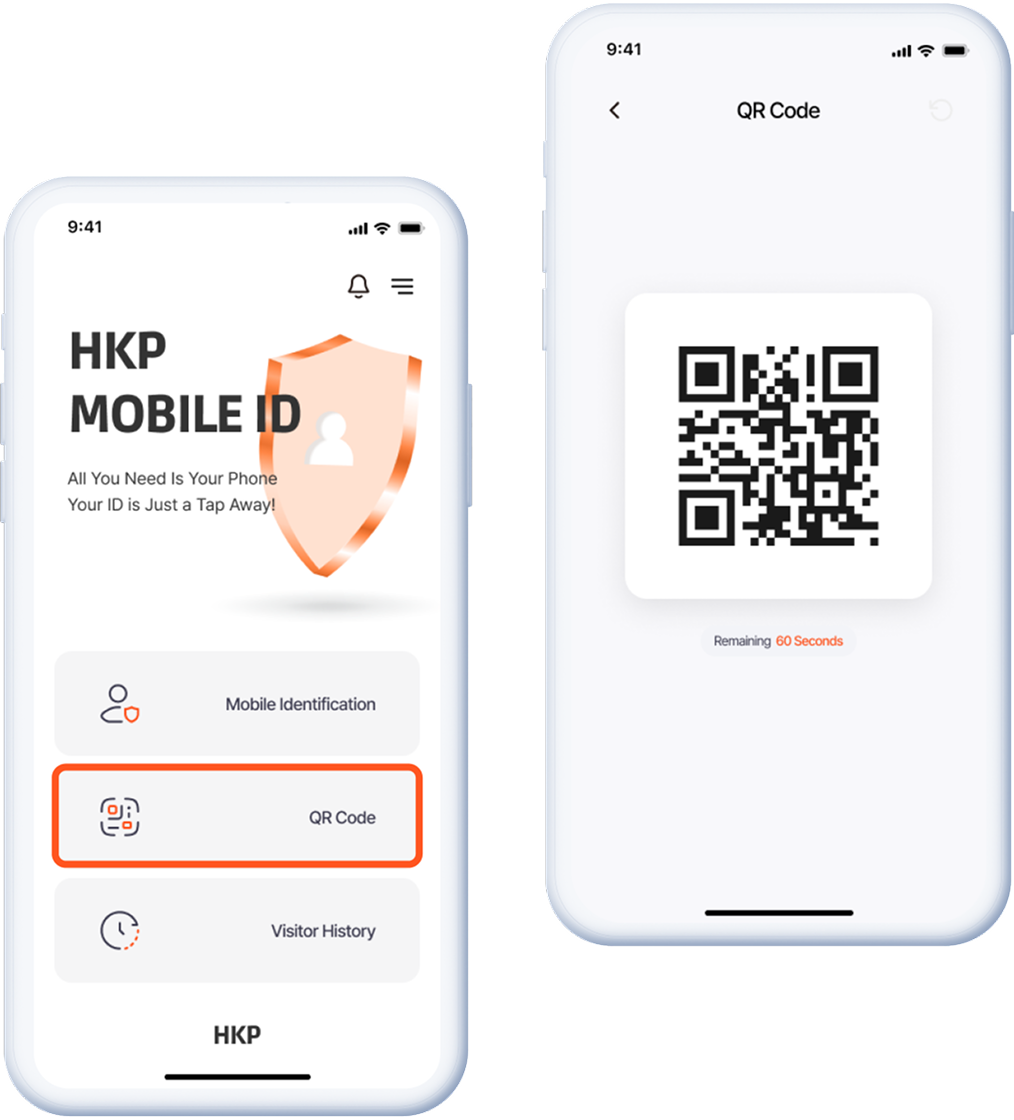 9:41
HKP
MOBILE ID
All You Need Is Your Phone
Your ID is Just a Tap Away!
Mobile Identification
QR Code
Visitor History
HKP
9:41
QR Code
Remaining 60 Seconds